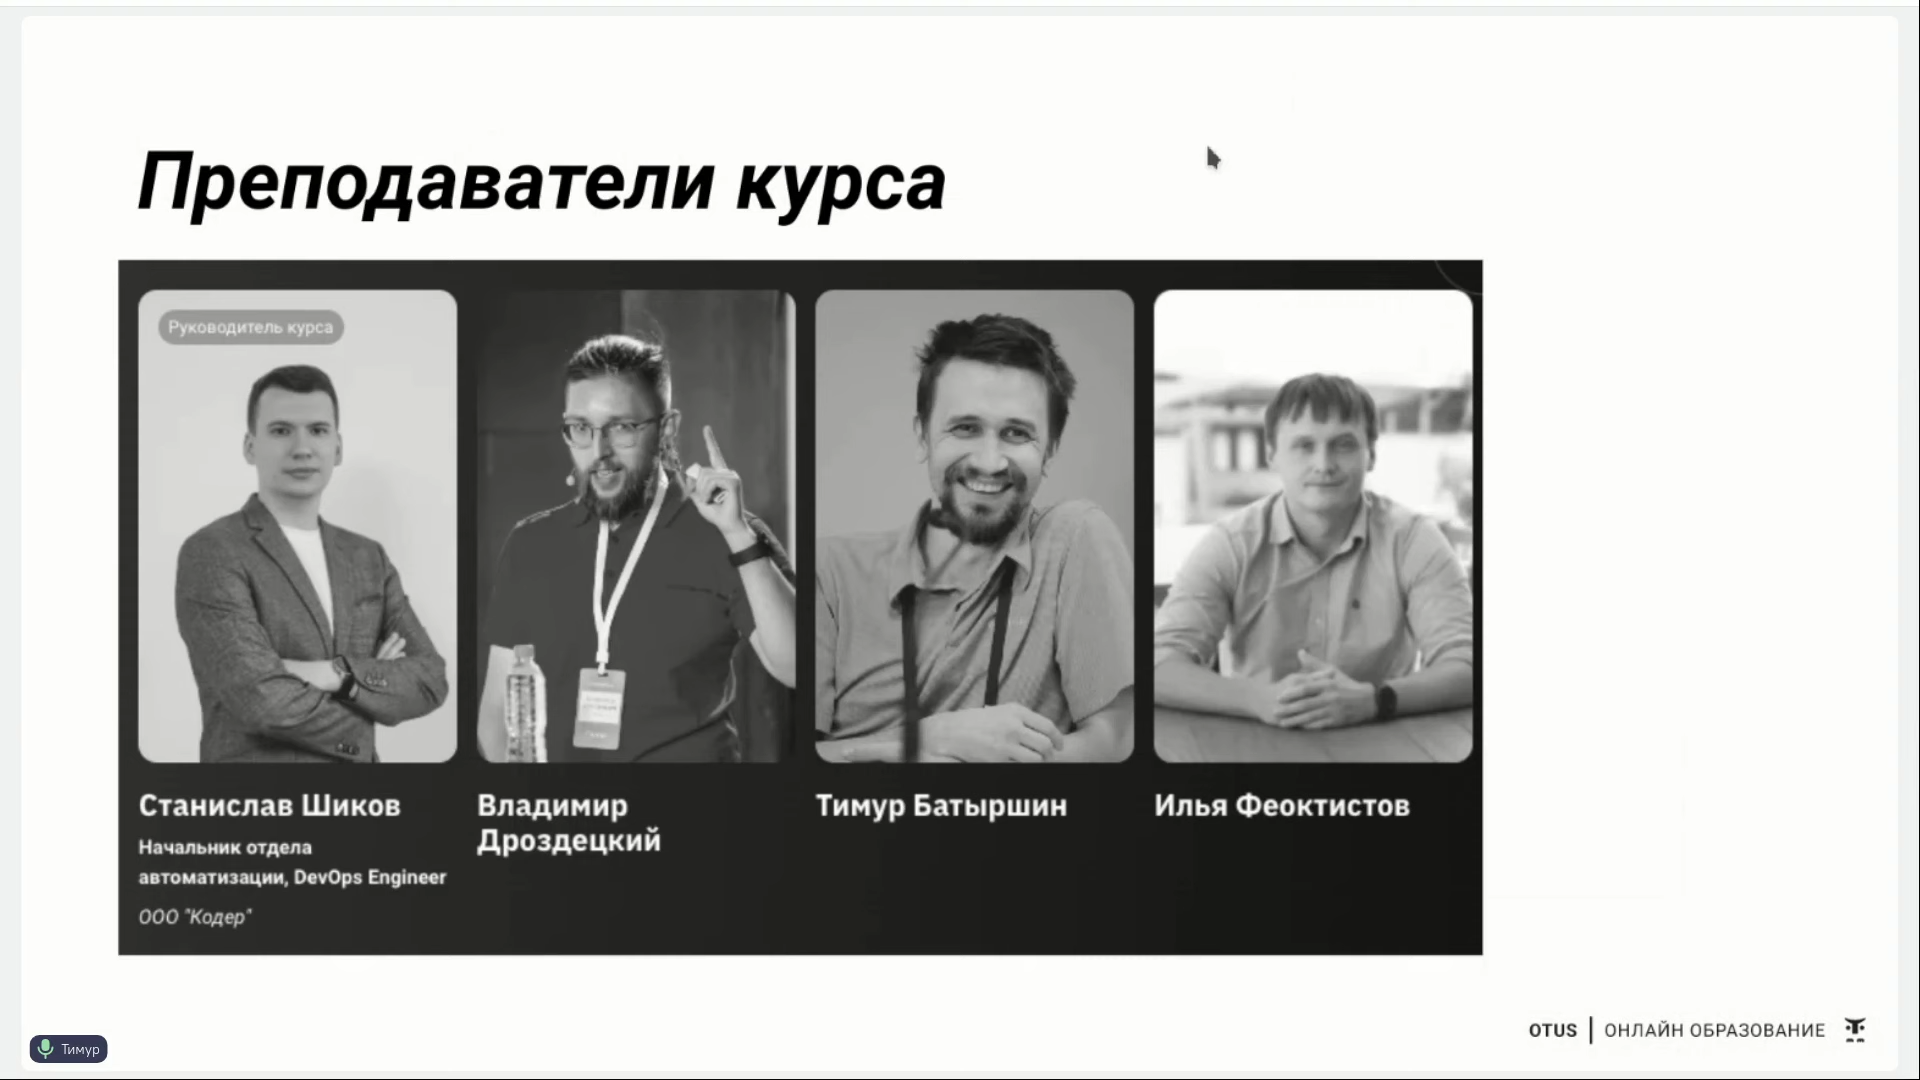 Преподаватели курса
Руководитель курса
Станислав Шиков
Начальник отдела
автоматизации, DevOps Engineer
ООО "Кодер"
Владимир
Дроздецкий
Тимур Батыршин
Илья Феоктистов
Тимур
OTUS | ОНЛАЙН ОБРАЗОВАНИЕ